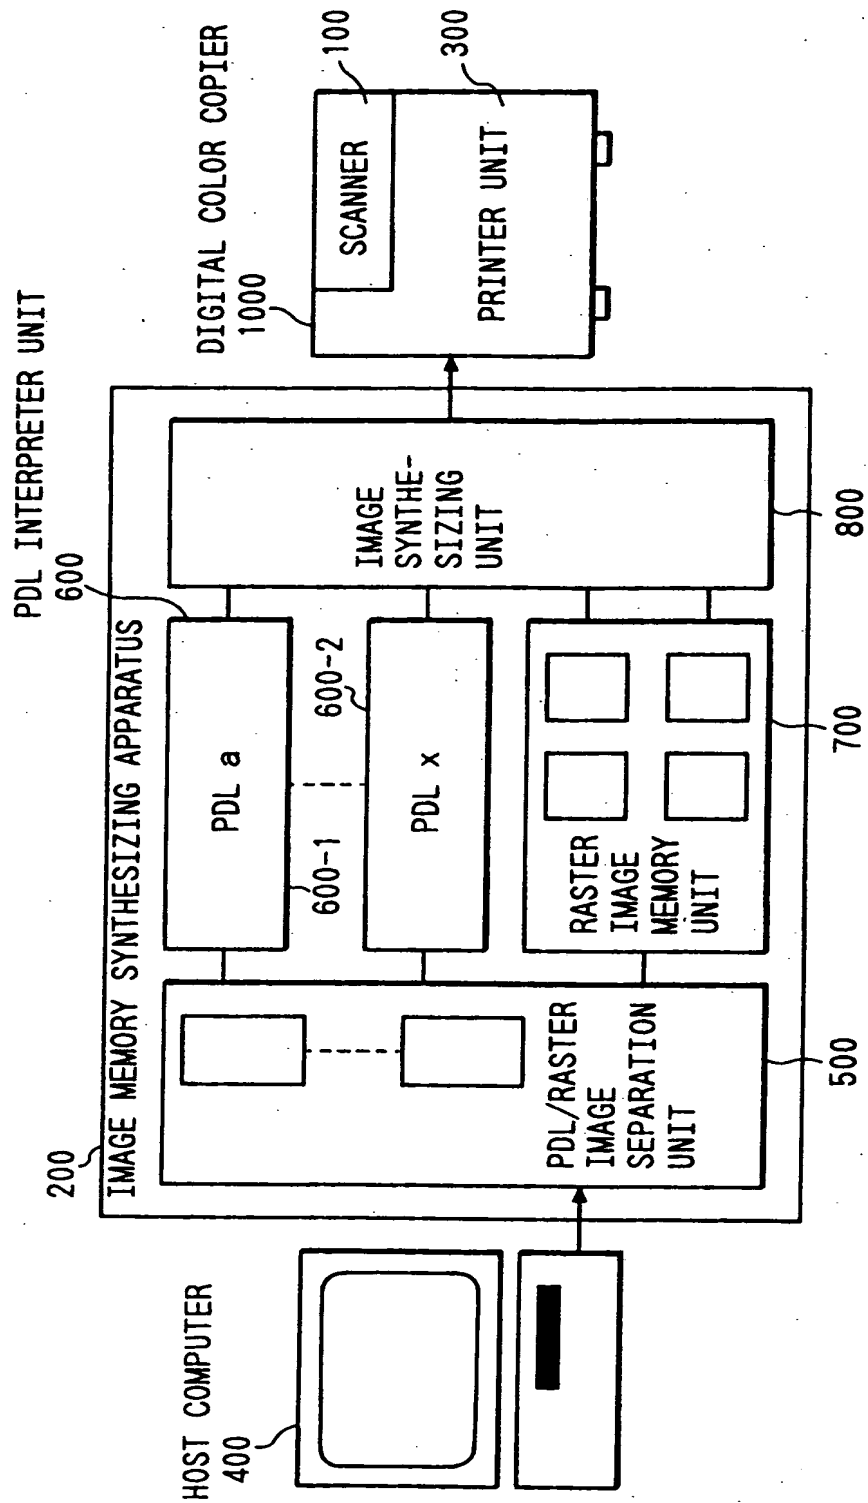 HOST COMPUTER
400
200
IMAGE MEMORY SYNTHESIZING APPARATUS
PDL/RASTER
IMAGE
SEPARATION
UNIT
500
PDL INTERPRETER UNIT
600
PDL a
600-1
600-2
PDL x
RASTER
IMAGE
MEMORY
UNIT
700
IMAGE
SYNTHE-
SIZING
UNIT
800
DIGITAL COLOR COPIER
1000
SCANNER
100
PRINTER UNIT
300